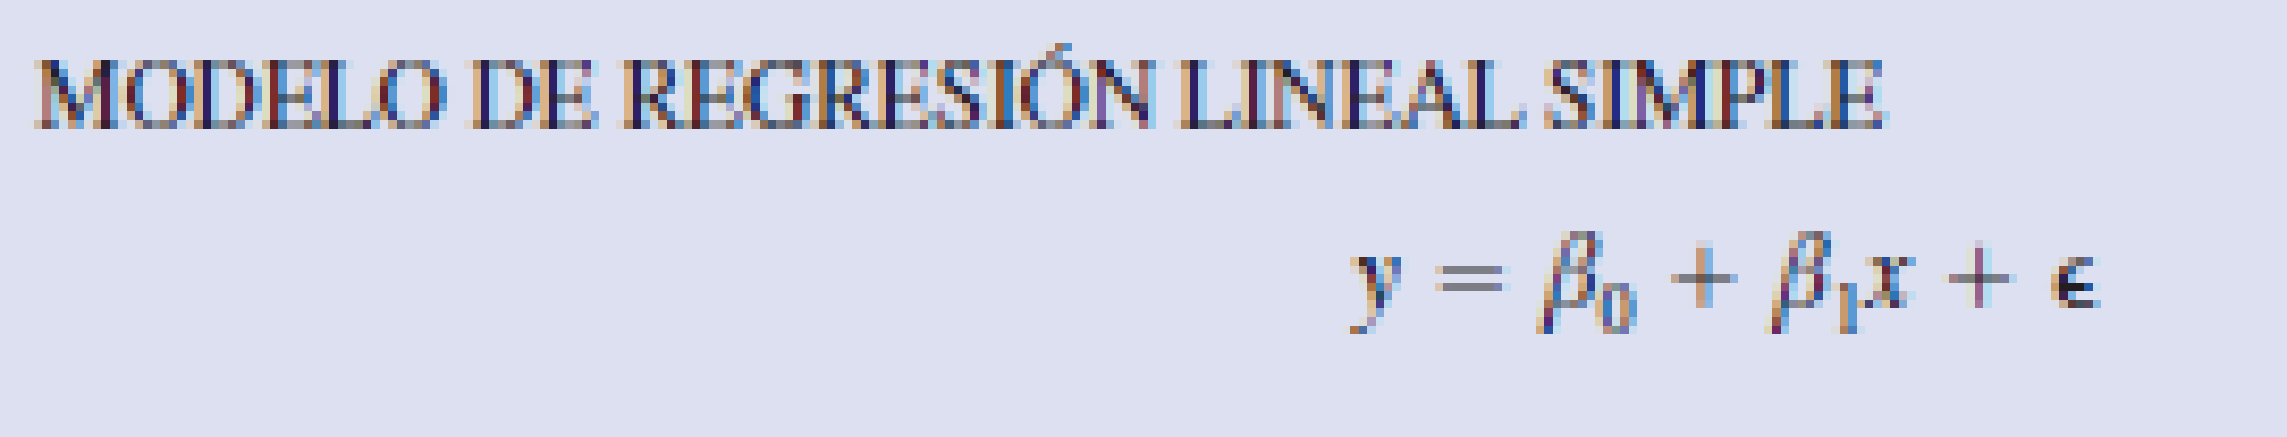 MODELO DE REGRESIÓN LINEAL SIMPLE
y = β₀ + β₁x + ϵ